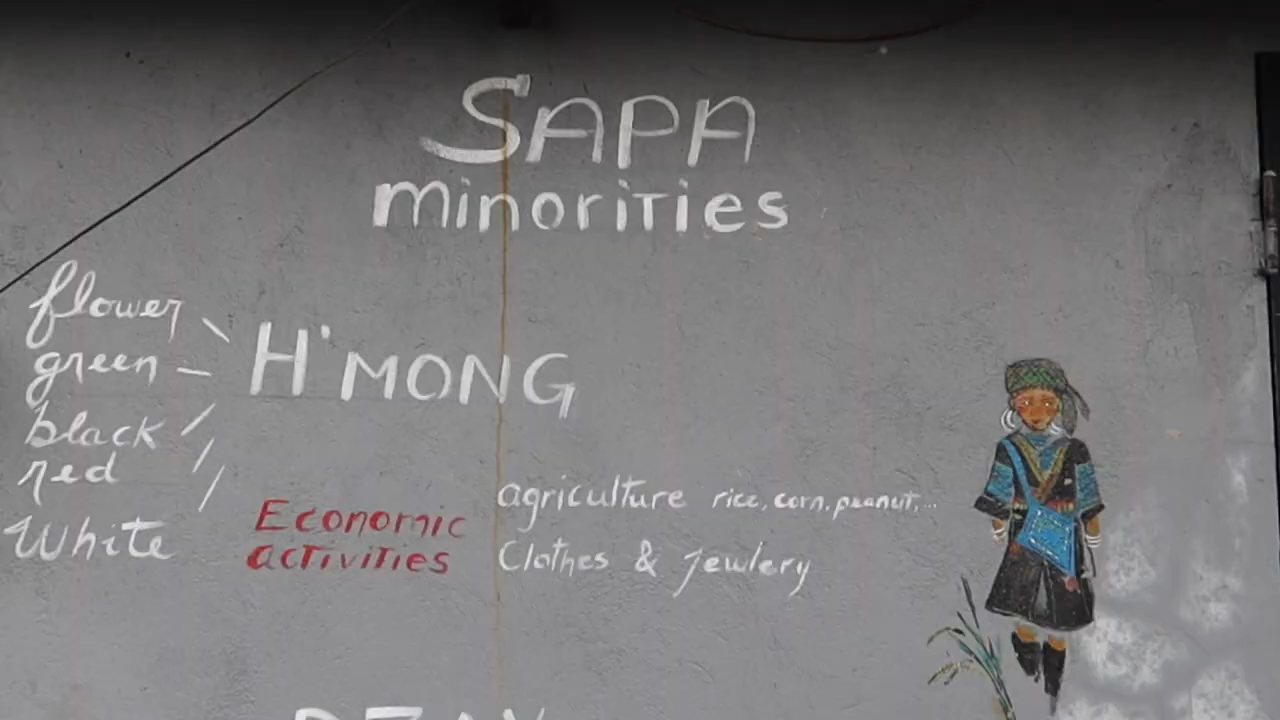 SAPA
minorities
flower
green
black
red
White
H'MONG
Economic
activities
agriculture rice, corn, peanut,...
Clothes & jewlery